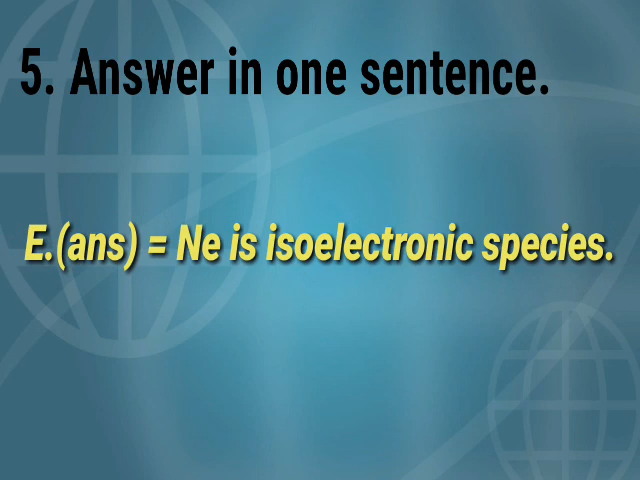 5. Answer in one sentence.
E.(ans) = Ne is isoelectronic species.